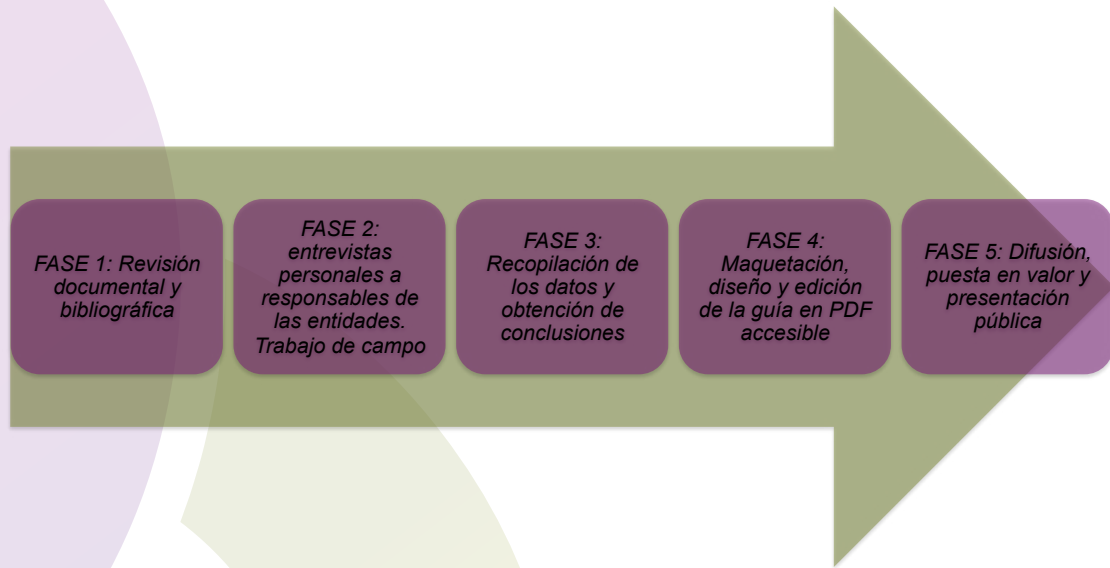 FASE 1: Revisión
documental y
bibliográfica
FASE 2:
entrevistas
personales a
responsables de
las entidades.
Trabajo de campo
FASE 3:
Recopilación de
los datos y
obtención de
conclusiones
FASE 4:
Maquetación,
diseño y edición
de la guía en PDF
accesible
FASE 5: Difusión,
puesta en valor y
presentación
pública